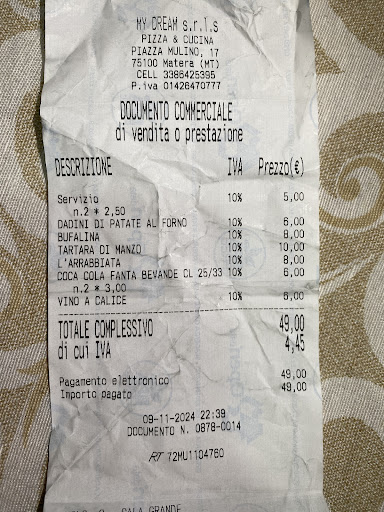 MY DREAM s.r.l.s
PIZZA & CUCINA
PIAZZA MULINO, 17
75100 Matera (MT)
CELL 3386425395
P.iva 01426470777
DOCUMENTO COMMERCIALE
di vendita o prestazione
DESCRIZIONE IVA Prezzo(€)
Servizio 10% 5,00
n.2 * 2,50
DADINI DI PATATE AL FORNO 10% 6,00
BUFALINA 10% 8,00
TARTARA DI MANZO 10% 10,00
L'ARRABBIATA 10% 8,00
COCA COLA FANTA BEVANDE CL 25/33 10% 6,00
n.2 * 3,00
VINO A CALICE 10% 6,00
TOTALE COMPLESSIVO 49,00
di cui IVA 4,45
Pagamento elettronico 49,00
Importo pagato 49,00
09-11-2024 22:39
DOCUMENTO N. 0878-0014
RT 72MU1104760
SALA GRANDE